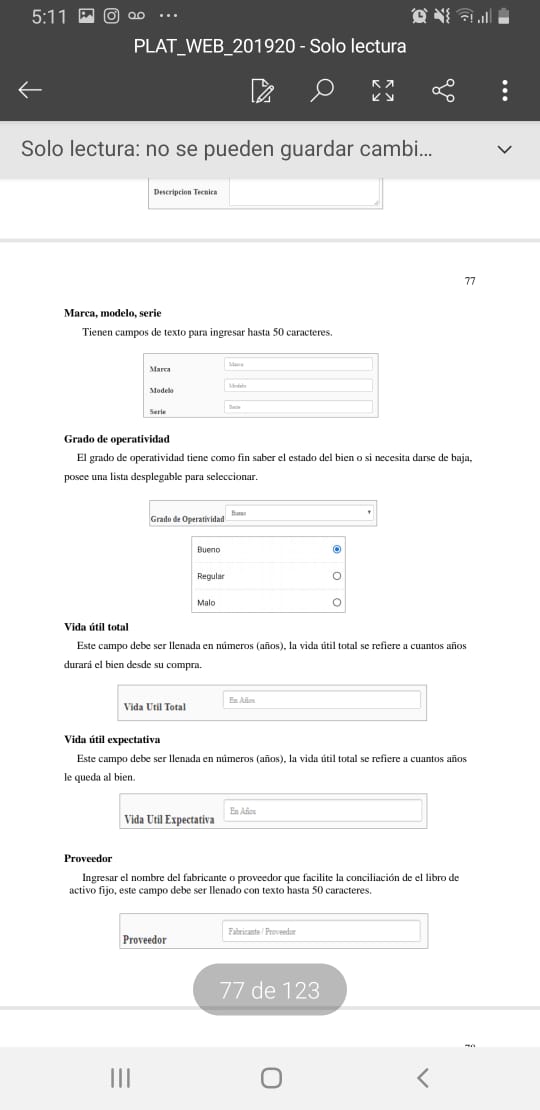 5:11
PLAT_WEB_201920 - Solo lectura
Solo lectura: no se pueden guardar cambi...
Descripcion Tecnica
77
Marca, modelo, serie
Tienen campos de texto para ingresar hasta 50 caracteres.
Marca Marca
Modelo Modelo
Serie Serie
Grado de operatividad
El grado de operatividad tiene como fin saber el estado del bien o si necesita darse de baja,
posee una lista desplegable para seleccionar.
Grado de Operatividad Bueno
Bueno
Regular
Malo
Vida útil total
Este campo debe ser llenada en números (años), la vida útil total se refiere a cuantos años
durará el bien desde su compra.
Vida Util Total En Años
Vida útil expectativa
Este campo debe ser llenada en números (años), la vida útil total se refiere a cuantos años
le queda al bien.
Vida Util Expectativa En Años
Proveedor
Ingresar el nombre del fabricante o proveedor que facilite la conciliación de el libro de
activo fijo, este campo debe ser llenado con texto hasta 50 caracteres.
Proveedor Fabricante / Proveedor
77 de 123